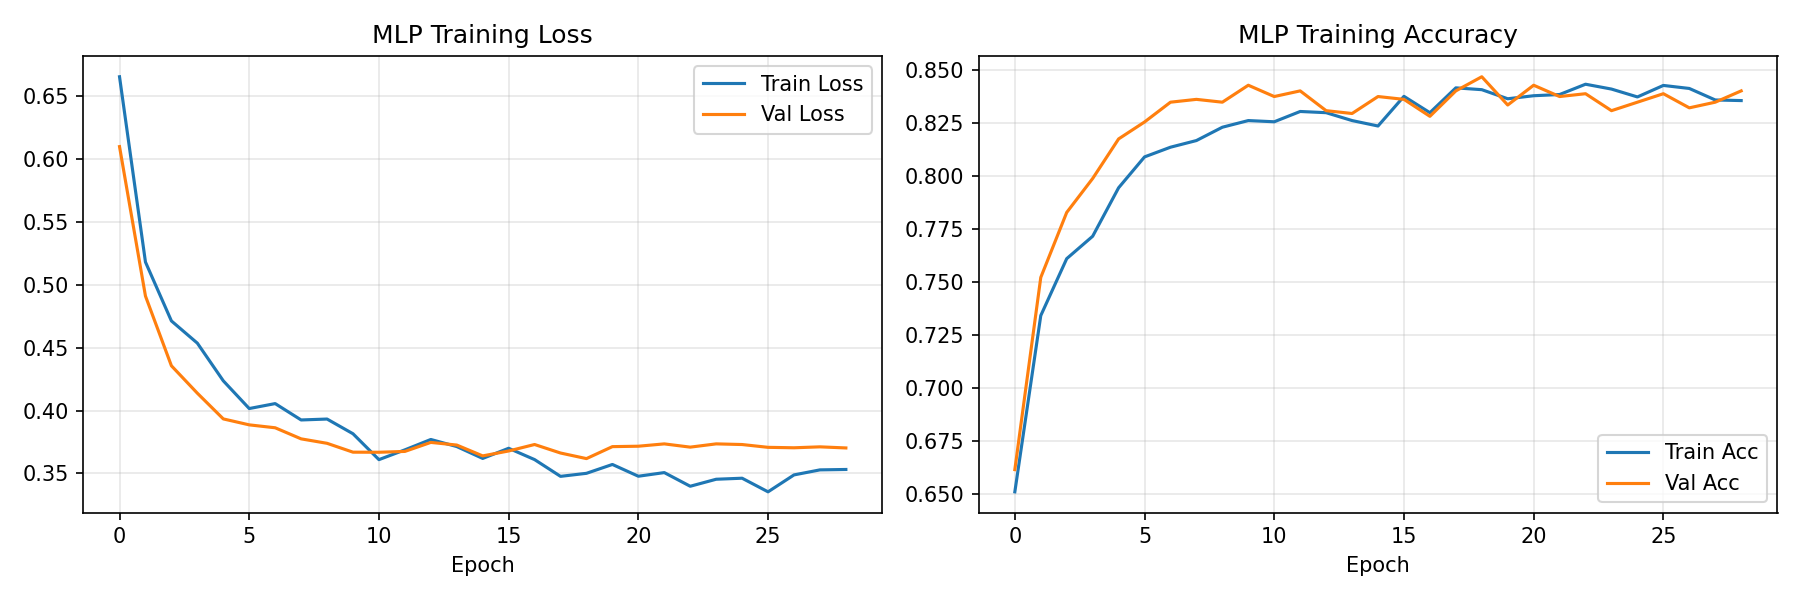 MLP Training Loss
0.65
0.60
0.55
0.50
0.45
0.40
0.35
Train Loss
Val Loss
0 5 10 15 20 25
Epoch
MLP Training Accuracy
0.850
0.825
0.800
0.775
0.750
0.725
0.700
0.675
0.650
Train Acc
Val Acc
0 5 10 15 20 25
Epoch